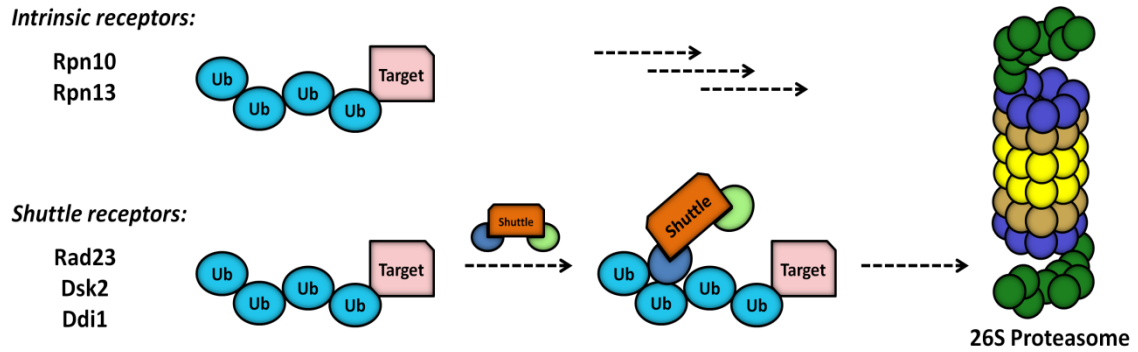 Intrinsic receptors:
Rpn10
Rpn13
Ub
Ub
Ub
Ub
Target
Shuttle receptors:
Rad23
Dsk2
Ddi1
Ub
Ub
Ub
Ub
Target
Shuttle
Shuttle
Ub
Ub
Ub
Ub
Target
26S Proteasome